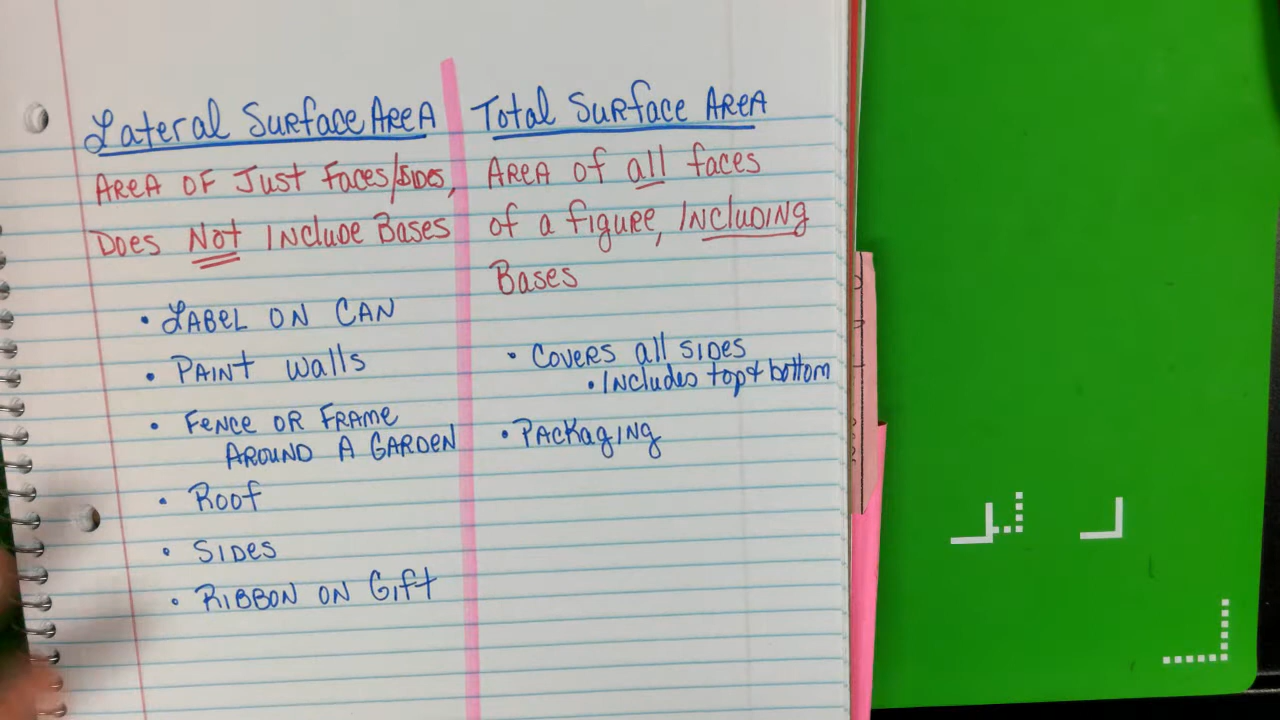 Lateral Surface Area
Area of Just Faces/Sides,
Does Not Include Bases
• Label on Can
• Paint Walls
• Fence or Frame
Around a Garden
• Roof
• Sides
• Ribbon on Gift
Total Surface Area
Area of all faces
of a figure, Including
Bases
• Covers all sides
• Includes top & bottom
• Packaging